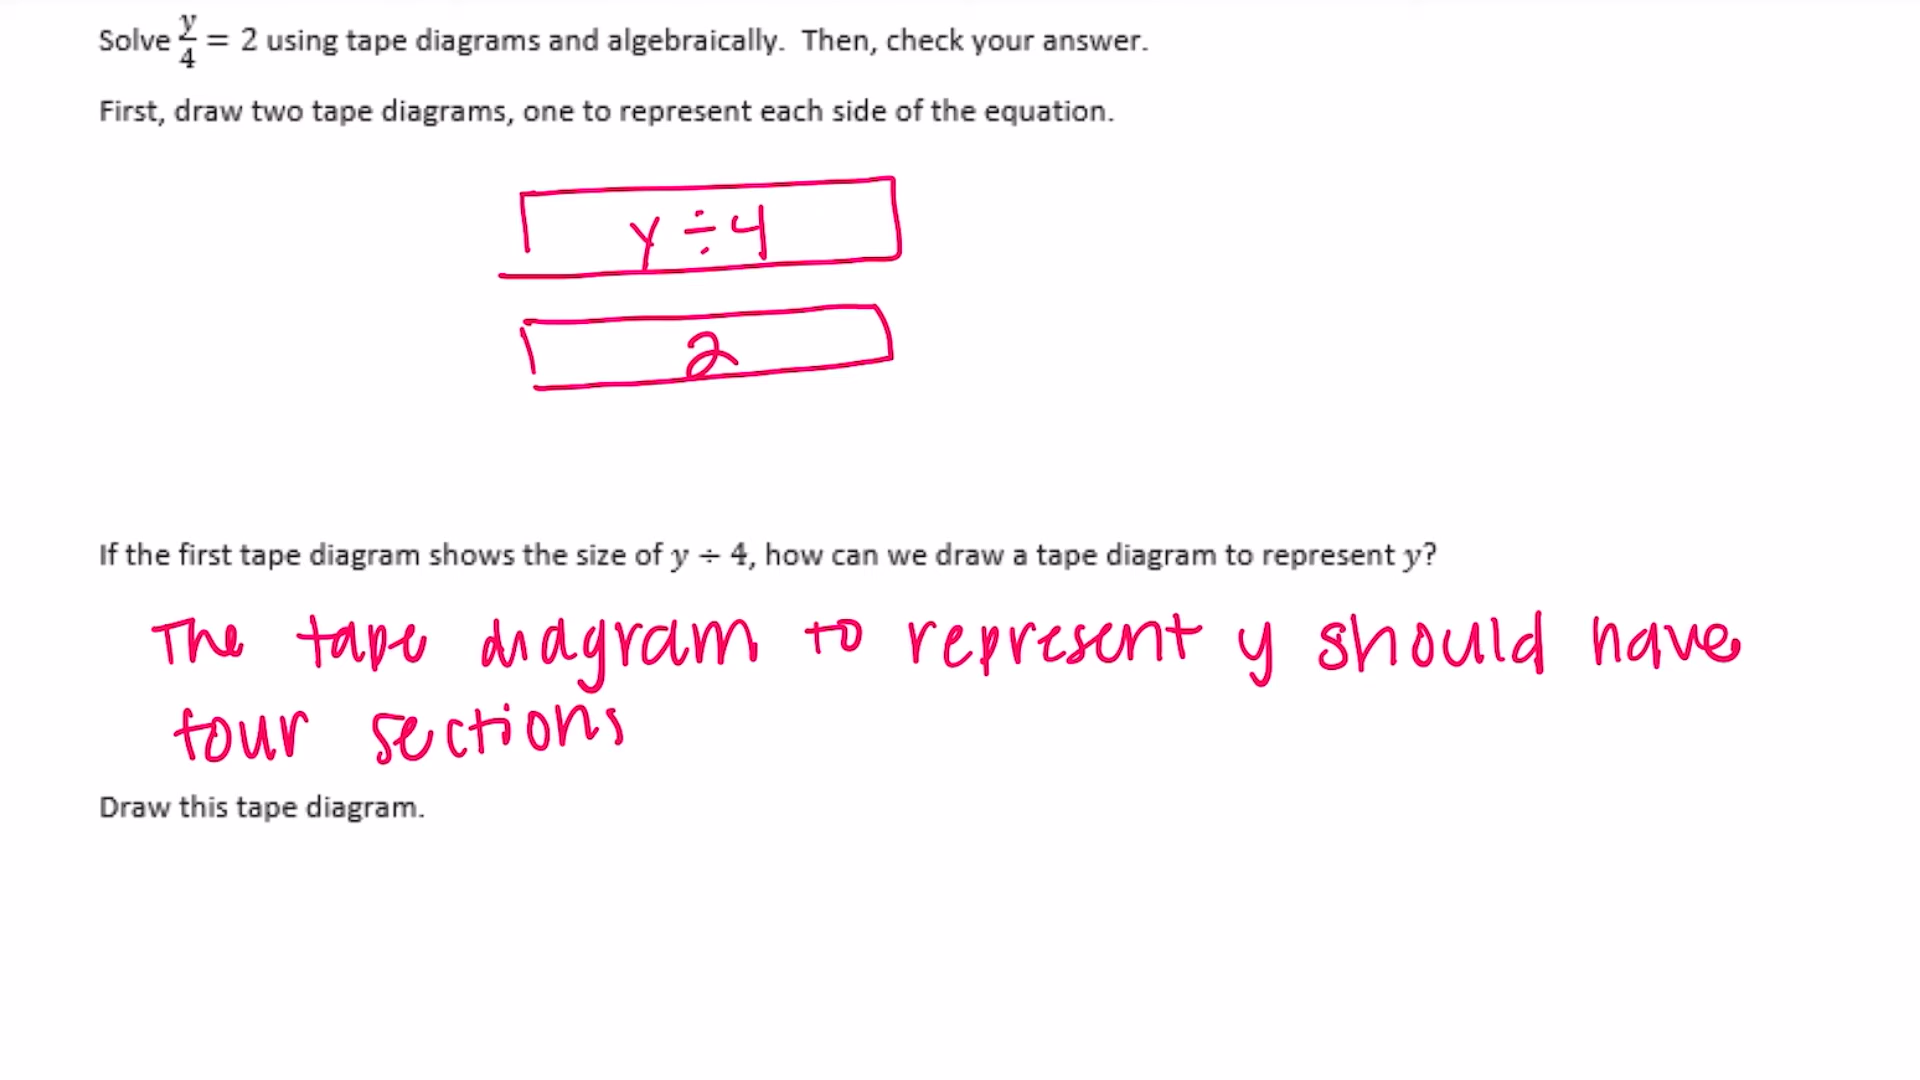 Solve y/4 = 2 using tape diagrams and algebraically. Then, check your answer.
First, draw two tape diagrams, one to represent each side of the equation.
y ÷ 4
2
If the first tape diagram shows the size of y ÷ 4, how can we draw a tape diagram to represent y?
The tape diagram to represent y should have
four sections
Draw this tape diagram.